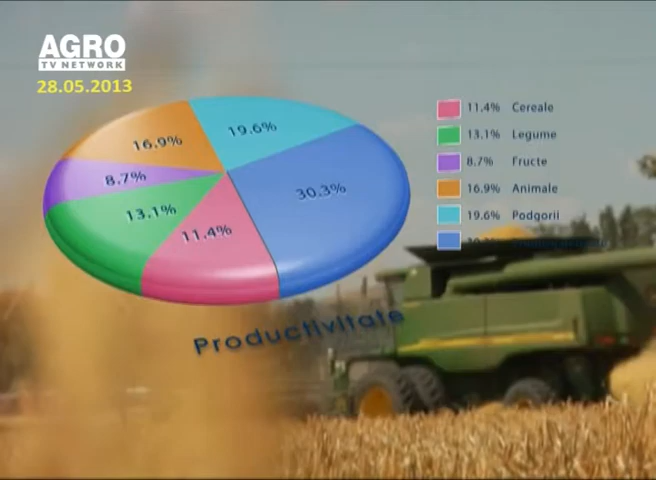 AGRO
TV NETWORK
28.05.2013
19.6%
16.9%
8.7%
30.3%
13.1%
11.4%
11.4% Cereale
13.1% Legume
8.7% Fructe
16.9% Animale
19.6% Podgorii
Productivitate